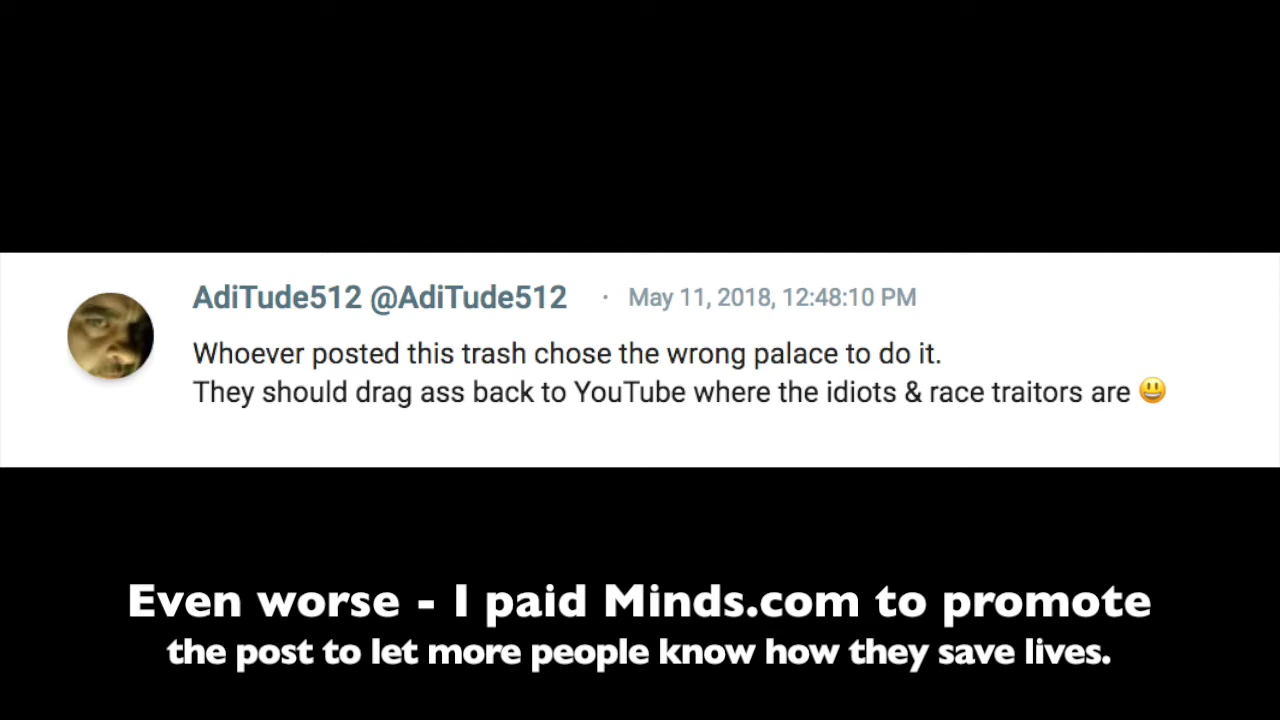 AdiTude512 @AdiTude512 · May 11, 2018, 12:48:10 PM
Whoever posted this trash chose the wrong palace to do it.
They should drag ass back to YouTube where the idiots & race traitors are 😃
Even worse - I paid Minds.com to promote
the post to let more people know how they save lives.